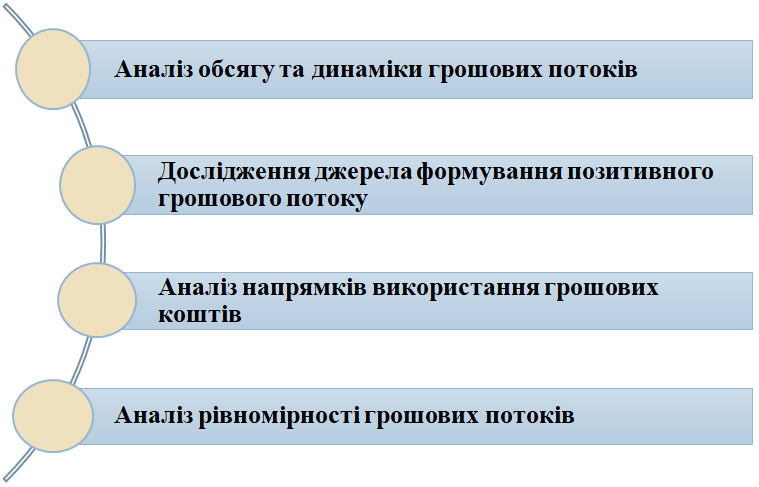 Аналіз обсягу та динаміки грошових потоків
Дослідження джерела формування позитивного
грошового потоку
Аналіз напрямків використання грошових
коштів
Аналіз рівномірності грошових потоків